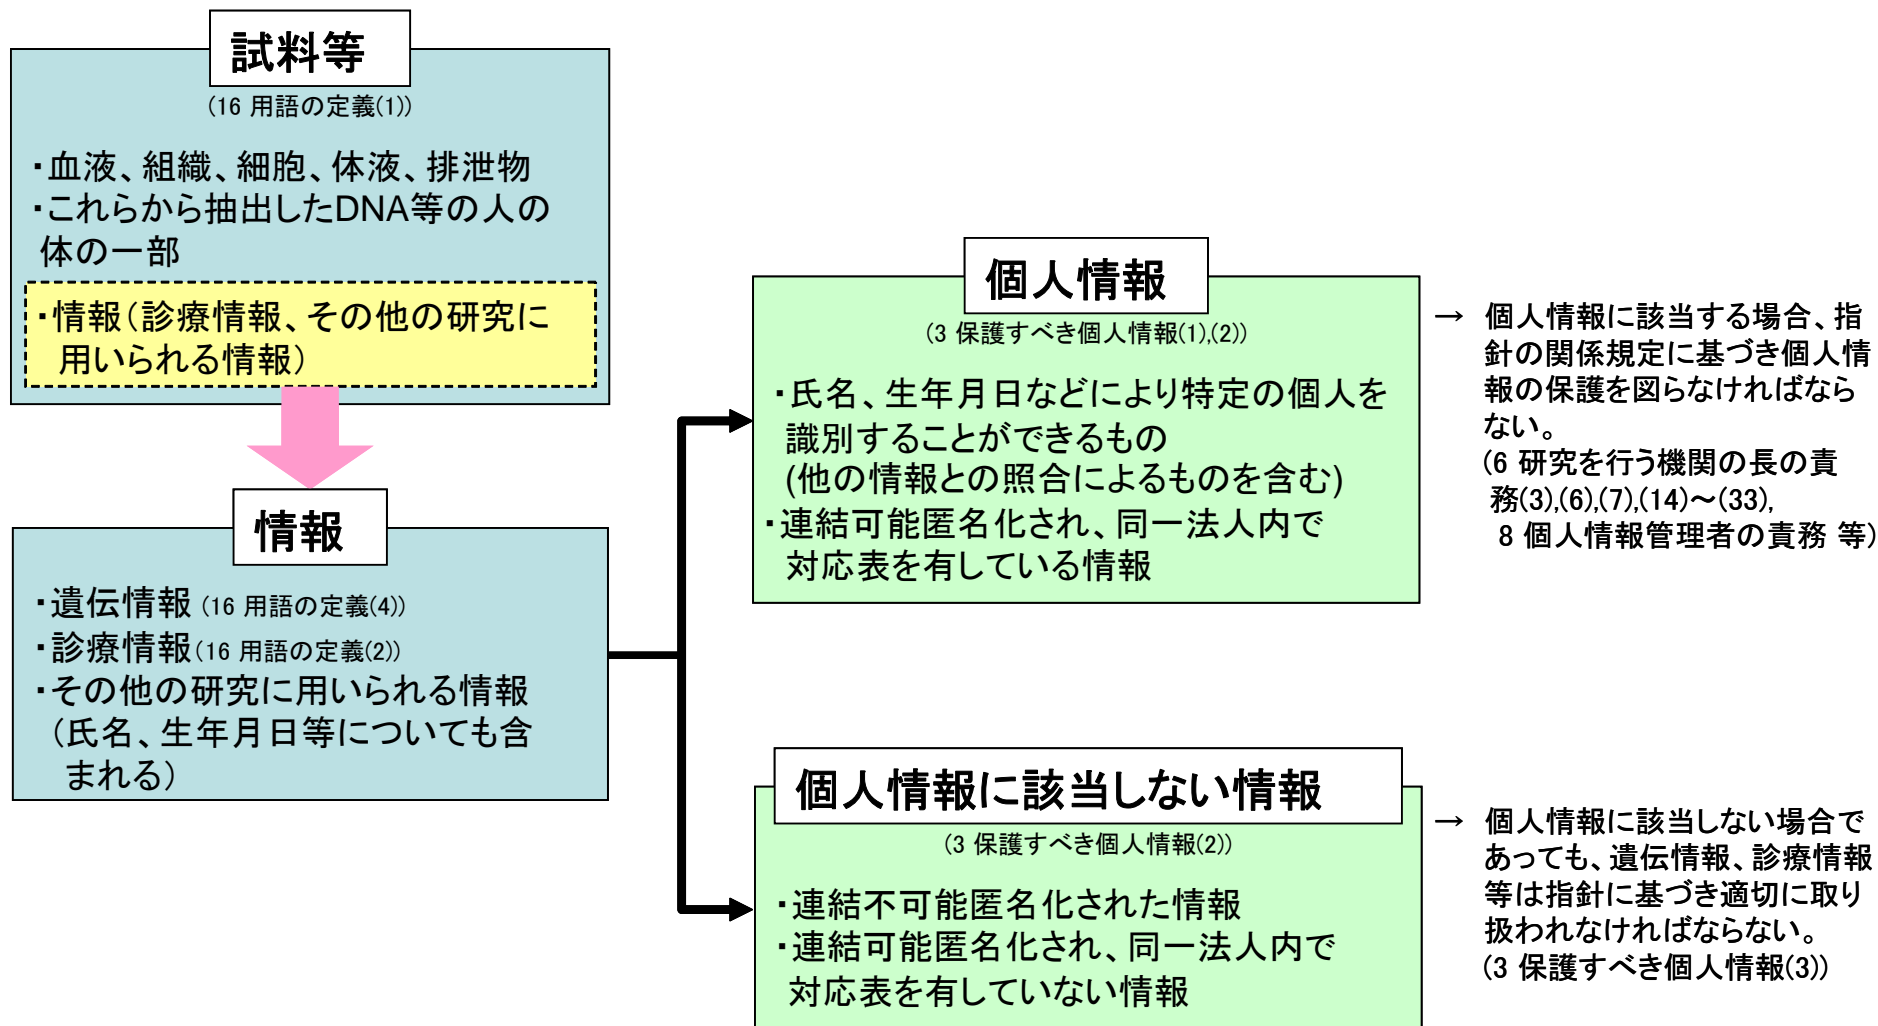 試料等
(16 用語の定義(1))
・血液、組織、細胞、体液、排泄物
・これらから抽出したDNA等の人の
体の一部
・情報（診療情報、その他の研究に
用いられる情報）
情報
・遺伝情報 (16 用語の定義(4))
・診療情報(16 用語の定義(2))
・その他の研究に用いられる情報
（氏名、生年月日等についても含
まれる）
個人情報
(3 保護すべき個人情報(1),(2))
・氏名、生年月日などにより特定の個人を
識別することができるもの
(他の情報との照合によるものを含む)
・連結可能匿名化され、同一法人内で
対応表を有している情報
→ 個人情報に該当する場合、指
針の関係規定に基づき個人情
報の保護を図らなければなら
ない。
(6 研究を行う機関の長の責
務(3),(6),(7),(14)～(33),
8 個人情報管理者の責務 等)
個人情報に該当しない情報
(3 保護すべき個人情報(2))
・連結不可能匿名化された情報
・連結可能匿名化され、同一法人内で
対応表を有していない情報
→ 個人情報に該当しない場合で
あっても、遺伝情報、診療情報
等は指針に基づき適切に取り
扱われなければならない。
(3 保護すべき個人情報(3))